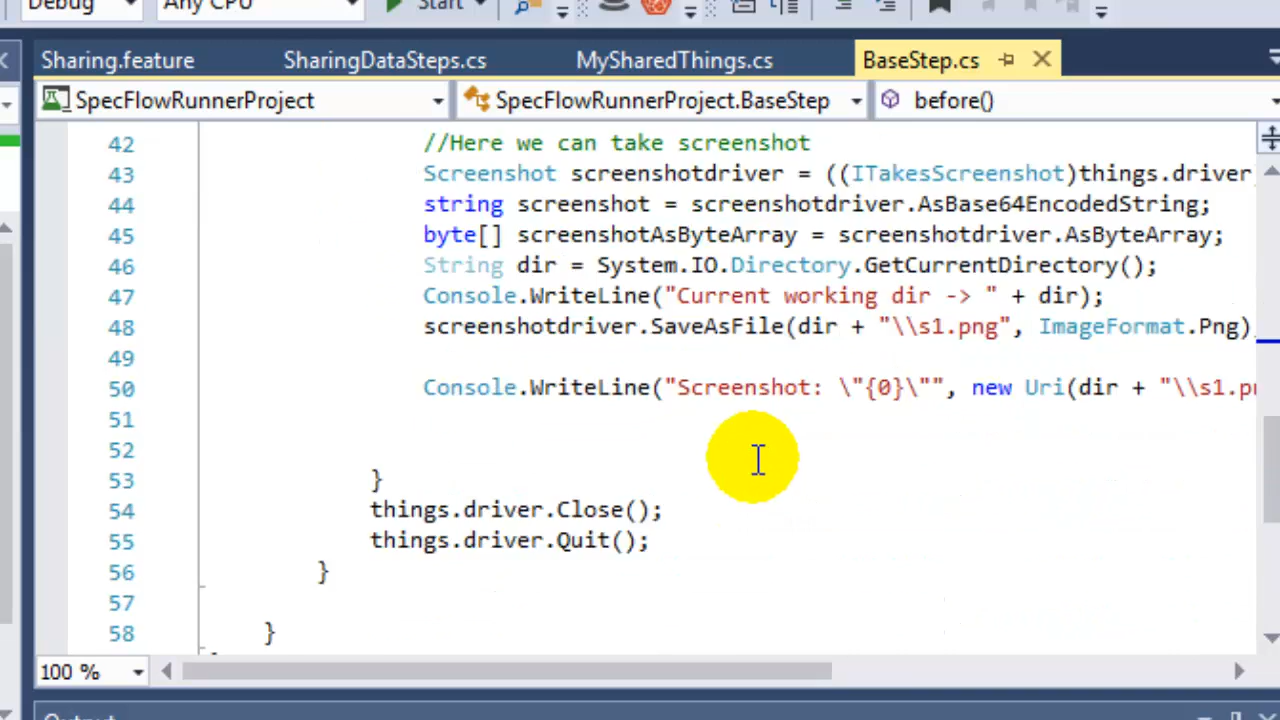 Debug Any CPU Start
Sharing.feature SharingDataSteps.cs MySharedThings.cs BaseStep.cs
SpecFlowRunnerProject SpecFlowRunnerProject.BaseStep before()
42 //Here we can take screenshot
43 Screenshot screenshotdriver = ((ITakesScreenshot)things.driver
44 string screenshot = screenshotdriver.AsBase64EncodedString;
45 byte[] screenshotAsByteArray = screenshotdriver.AsByteArray;
46 String dir = System.IO.Directory.GetCurrentDirectory();
47 Console.WriteLine("Current working dir -> " + dir);
48 screenshotdriver.SaveAsFile(dir + "\\s1.png", ImageFormat.Png)
49
50 Console.WriteLine("Screenshot: \"{0}\"", new Uri(dir + "\\s1.p
51
52
53 }
54 things.driver.Close();
55 things.driver.Quit();
56 }
57
58 }
100 %
Output